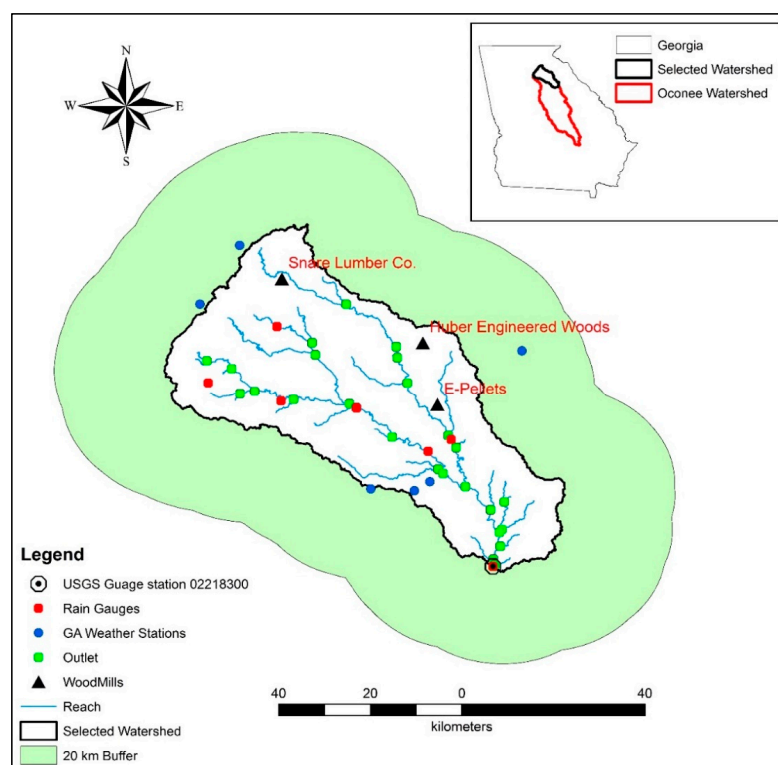 N
W
E
S
Georgia
Selected Watershed
Oconee Watershed
Snare Lumber Co.
Huber Engineered Woods
E-Pellets
Legend
USGS Guage station 02218300
Rain Gauges
GA Weather Stations
Outlet
WoodMills
Reach
Selected Watershed
20 km Buffer
40 20 0 40
kilometers